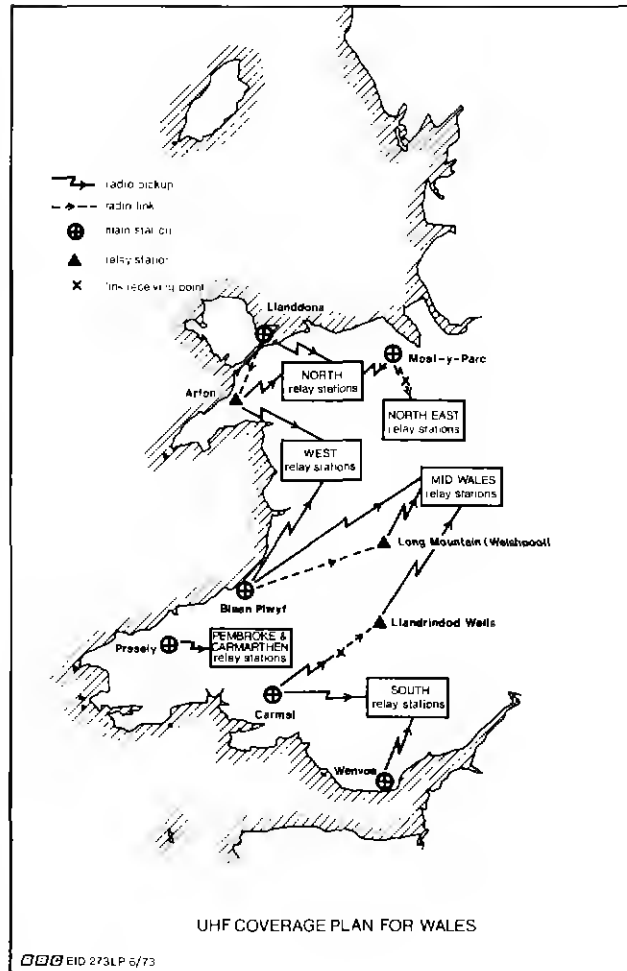 radio pickup
radio link
main station
relay station
link receiving point
Llanddona
Mosl-y-Parc
Arfon
NORTH
relay stations
NORTH EAST
relay stations
WEST
relay stations
MID WALES
relay stations
Long Mountain (Welshpool)
Blaen Plwyf
Llandrindod Wells
Presely
PEMBROKE &
CARMARTHEN
relay stations
Carmel
SOUTH
relay stations
Wenvoe
UHF COVERAGE PLAN FOR WALES
BBC EID 273LP 6/73